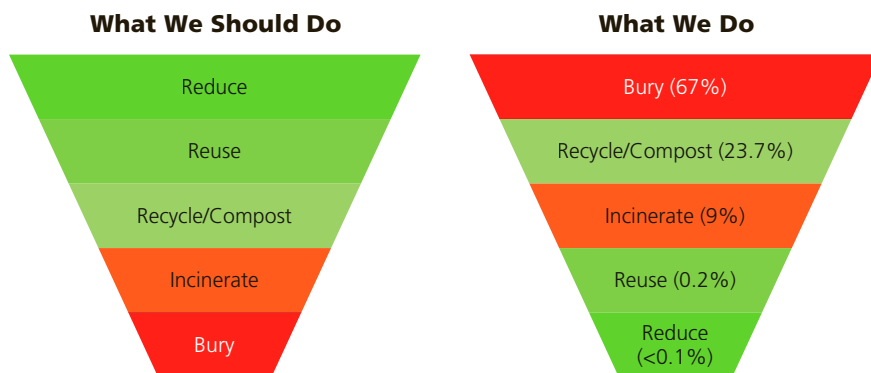 What We Should Do
Reduce
Reuse
Recycle/Compost
Incinerate
Bury
What We Do
Bury (67%)
Recycle/Compost (23.7%)
Incinerate (9%)
Reuse (0.2%)
Reduce
(<0.1%)